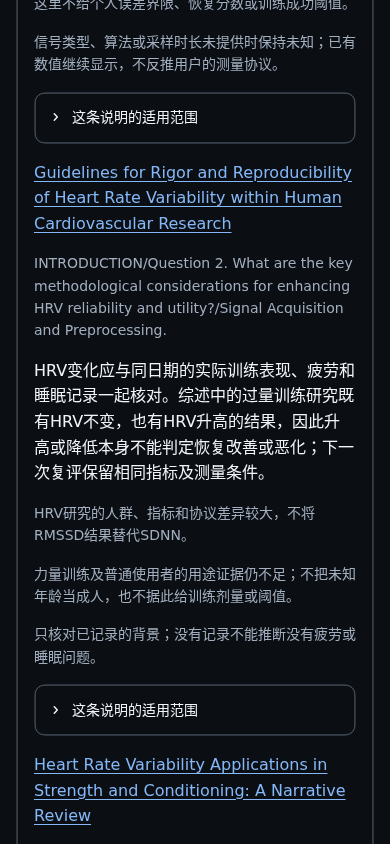 这里不给个人误差界限、恢复分数或训练成功阈值。
信号类型、算法或采样时长未提供时保持未知；已有
数值继续显示，不反推用户的测量协议。
这条说明的适用范围
Guidelines for Rigor and Reproducibility
of Heart Rate Variability within Human
Cardiovascular Research
INTRODUCTION/Question 2. What are the key
methodological considerations for enhancing
HRV reliability and utility?/Signal Acquisition
and Preprocessing.
HRV变化应与同日期的实际训练表现、疲劳和
睡眠记录一起核对。综述中的过量训练研究既
有HRV不变，也有HRV升高的结果，因此升
高或降低本身不能判定恢复改善或恶化；下一
次复评保留相同指标及测量条件。
HRV研究的人群、指标和协议差异较大，不将
RMSSD结果替代SDNN。
力量训练及普通使用者的用途证据仍不足；不把未知
年龄当成人，也不据此给训练剂量或阈值。
只核对已记录的背景；没有记录不能推断没有疲劳或
睡眠问题。
这条说明的适用范围
Heart Rate Variability Applications in
Strength and Conditioning: A Narrative
Review